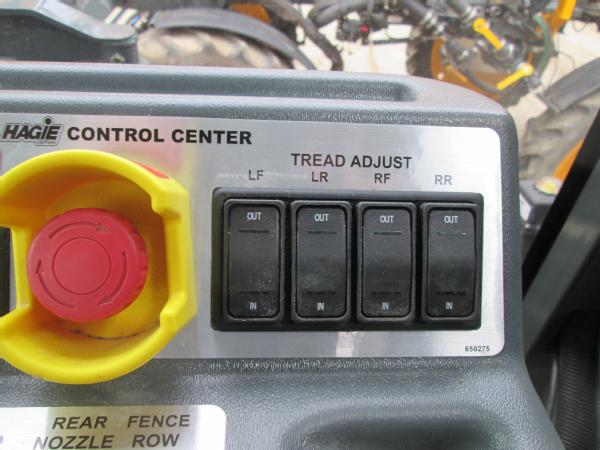 HAGIE CONTROL CENTER
TREAD ADJUST
LF LR RF RR
OUT OUT OUT OUT
IN IN IN IN
650275
REAR FENCE
NOZZLE ROW